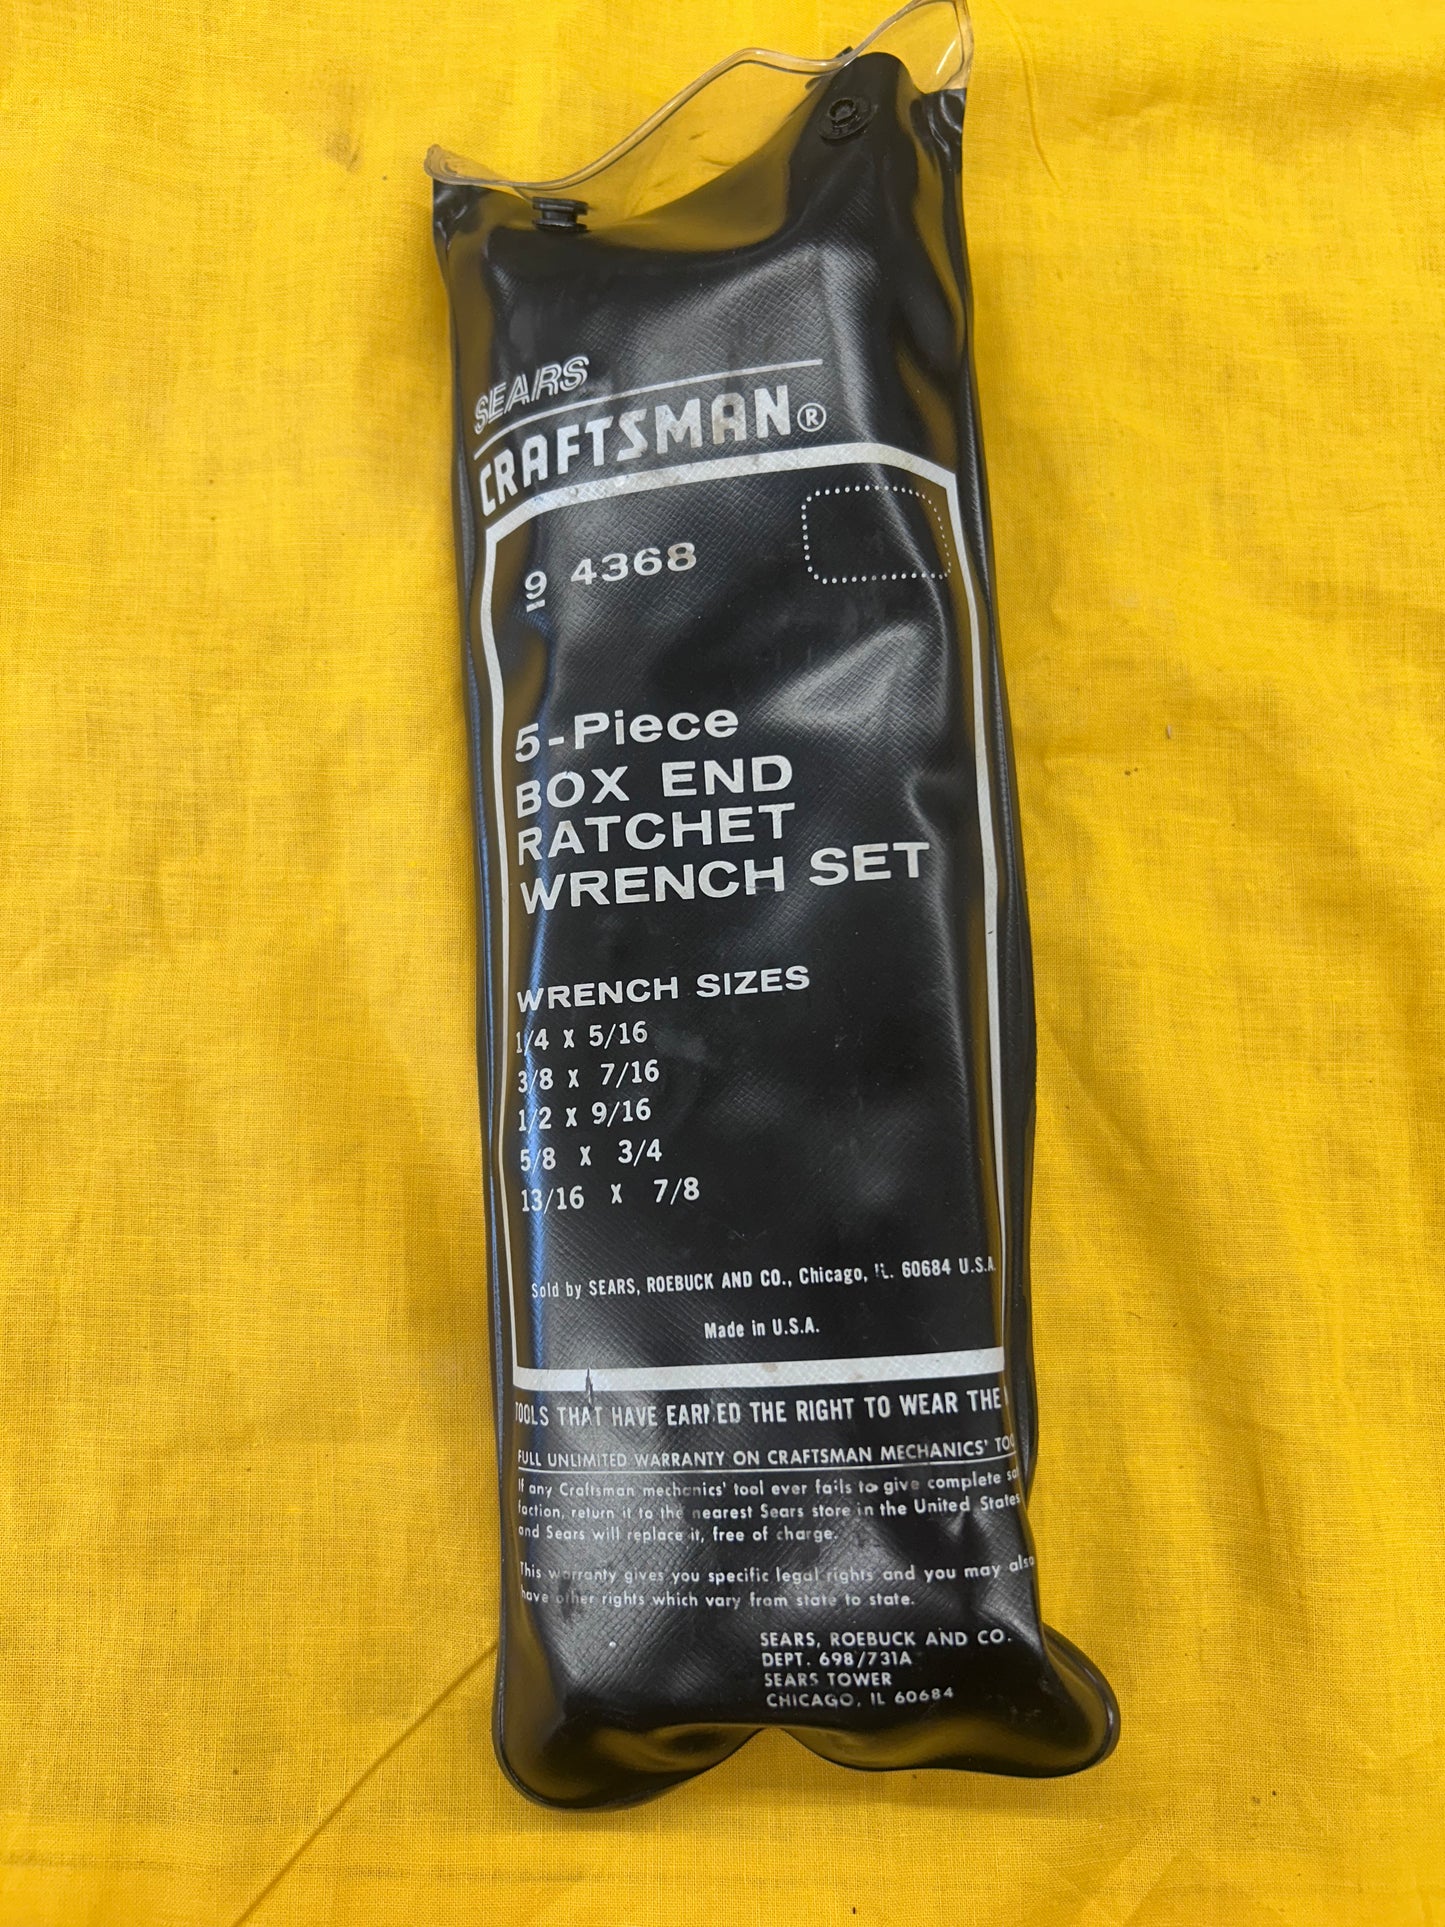 SEARS
CRAFTSMAN®
9 4368
5-Piece
BOX END
RATCHET
WRENCH SET
WRENCH SIZES
1/4 X 5/16
3/8 X 7/16
1/2 X 9/16
5/8 X 3/4
13/16 X 7/8
Sold by SEARS, ROEBUCK AND CO., Chicago, IL. 60684 U.S.A.
Made in U.S.A.
TOOLS THAT HAVE EARNED THE RIGHT TO WEAR THE
FULL UNLIMITED WARRANTY ON CRAFTSMAN MECHANICS'
If any Craftsman mechanics' tool ever fails to give complete
faction, return it to the nearest Sears store in the United States
and Sears will replace it, free of charge.
This warranty gives you specific legal rights and you may also
have other rights which vary from state to state.
SEARS, ROEBUCK AND CO.
DEPT. 698/731A
SEARS TOWER
CHICAGO, IL 60684